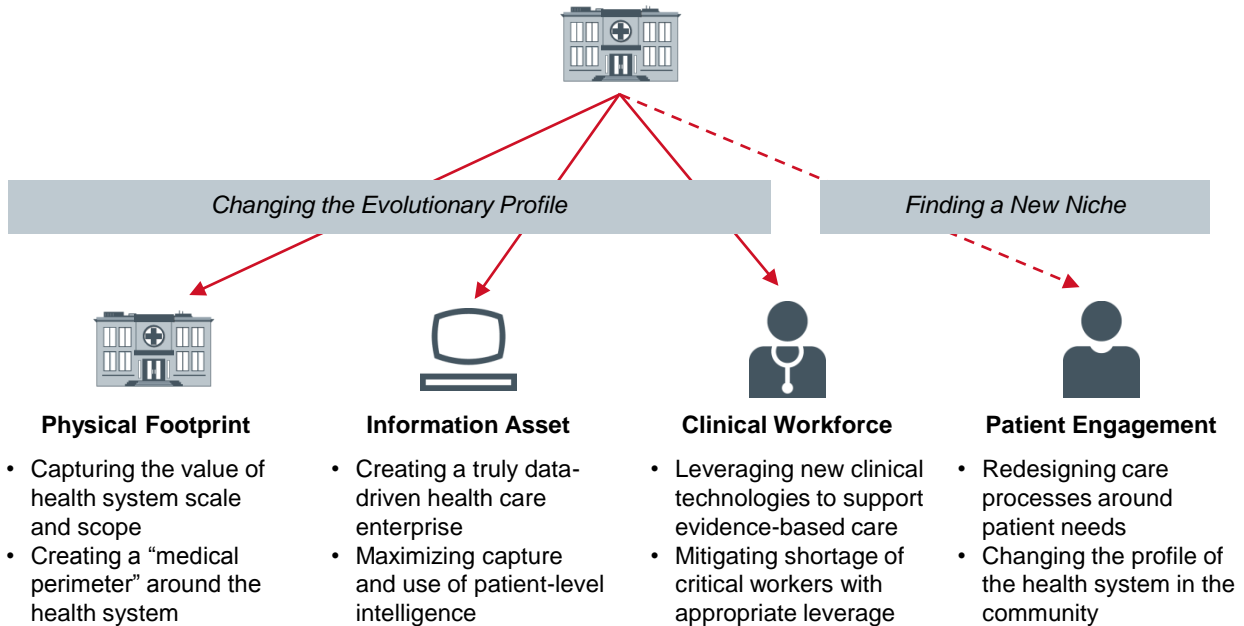 Changing the Evolutionary Profile
Finding a New Niche
Physical Footprint
• Capturing the value of
health system scale
and scope
• Creating a “medical
perimeter” around the
health system
Information Asset
• Creating a truly data-
driven health care
enterprise
• Maximizing capture
and use of patient-level
intelligence
Clinical Workforce
• Leveraging new clinical
technologies to support
evidence-based care
• Mitigating shortage of
critical workers with
appropriate leverage
Patient Engagement
• Redesigning care
processes around
patient needs
• Changing the profile of
the health system in the
community